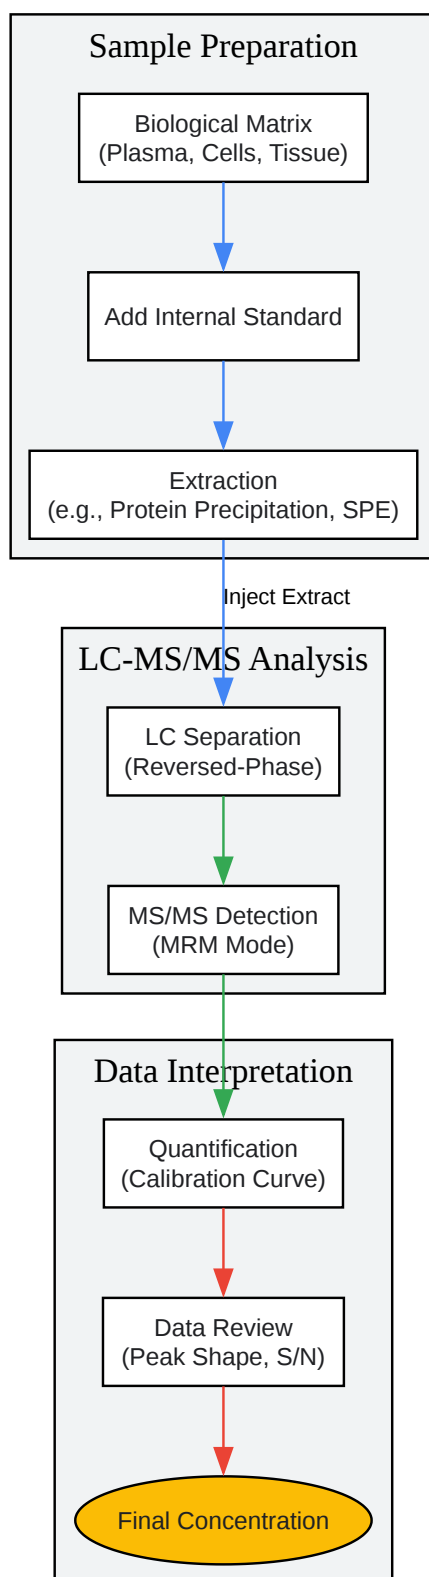 Sample Preparation
Biological Matrix
(Plasma, Cells, Tissue)
Add Internal Standard
Extraction
(e.g., Protein Precipitation, SPE)
Inject Extract
LC-MS/MS Analysis
LC Separation
(Reversed-Phase)
MS/MS Detection
(MRM Mode)
Data Interpretation
Quantification
(Calibration Curve)
Data Review
(Peak Shape, S/N)
Final Concentration